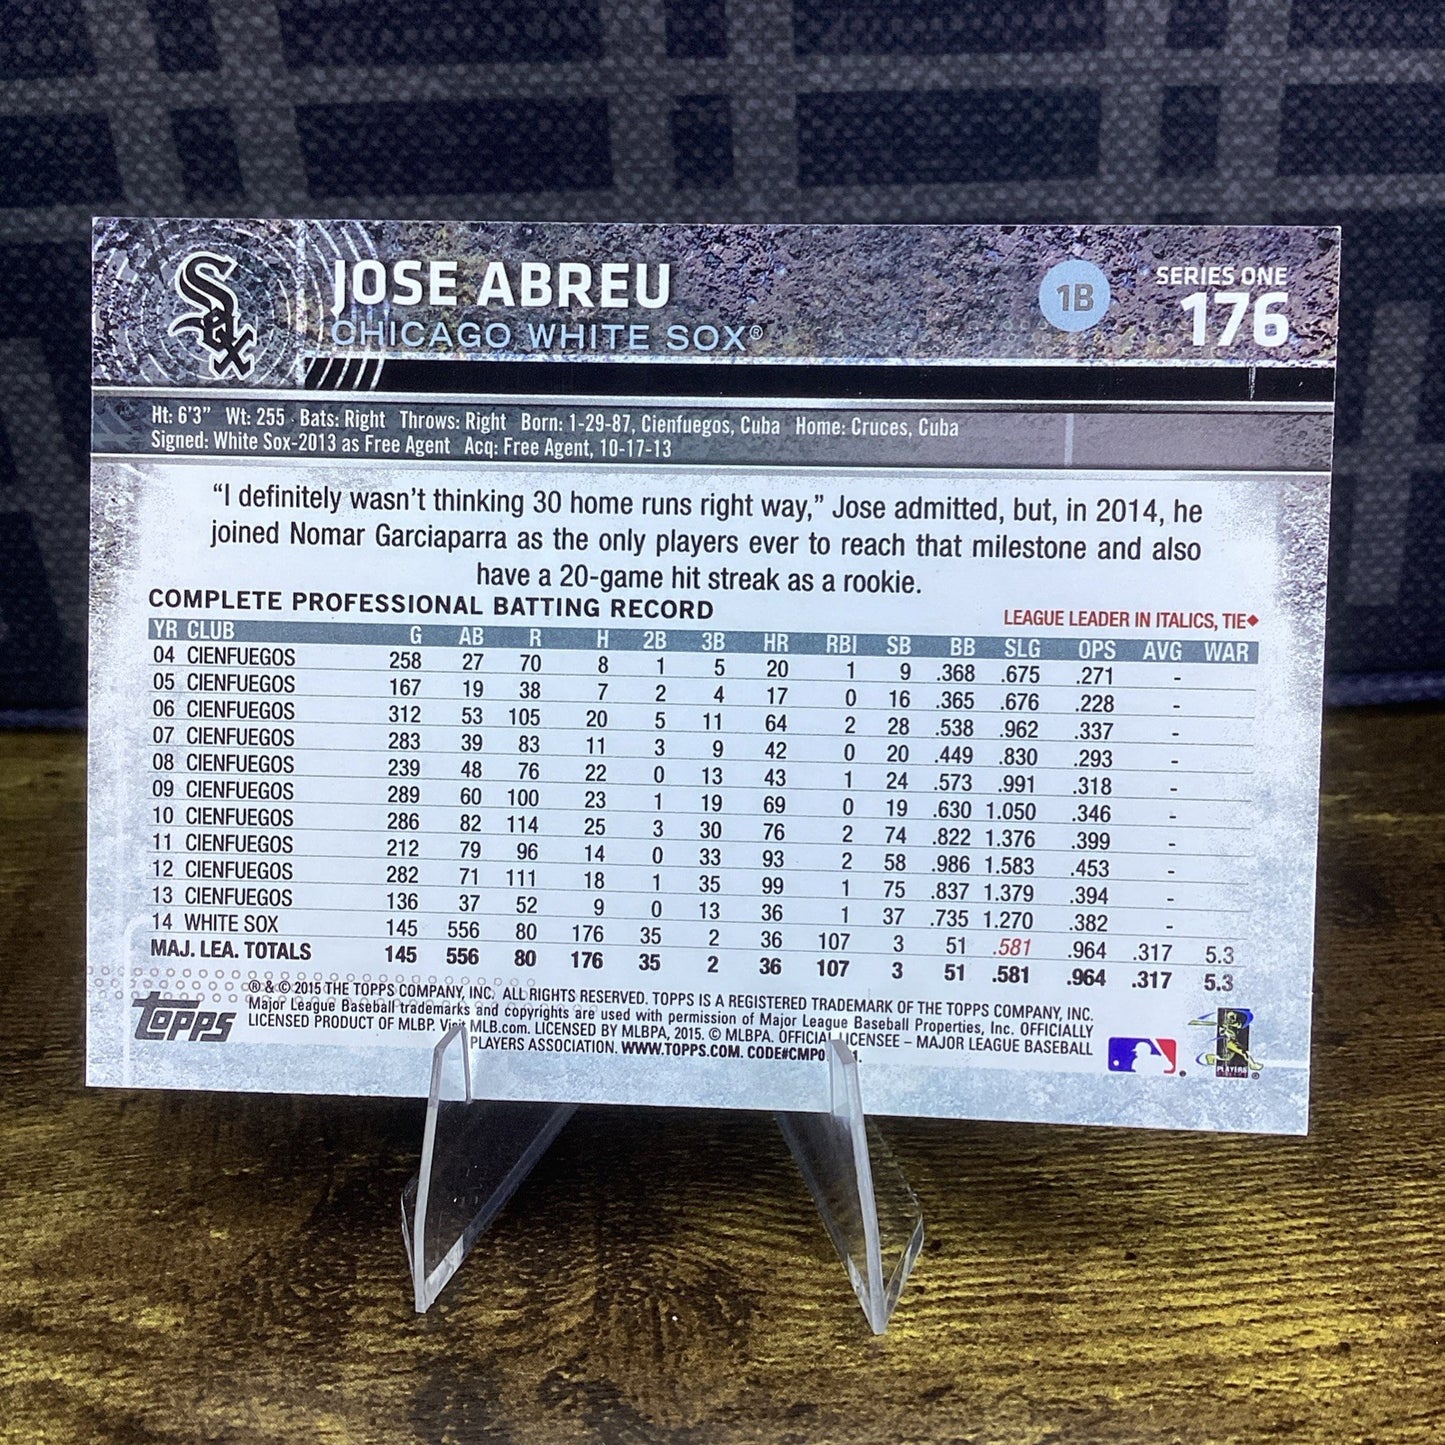 Sox
JOSE ABREU
CHICAGO WHITE SOX®
1B
SERIES ONE
176
Ht: 6'3" Wt: 255 Bats: Right Throws: Right Born: 1-29-87, Cienfuegos, Cuba Home: Cruces, Cuba
Signed: White Sox-2013 as Free Agent Acq: Free Agent, 10-17-13
“I definitely wasn’t thinking 30 home runs right way,” Jose admitted, but, in 2014, he
joined Nomar Garciaparra as the only players ever to reach that milestone and also
have a 20-game hit streak as a rookie.
COMPLETE PROFESSIONAL BATTING RECORD
LEAGUE LEADER IN ITALICS, TIE◆
YR CLUB G AB R H 2B 3B HR RBI SB BB SLG OPS AVG WAR
04 CIENFUEGOS 258 27 70 8 1 5 20 1 9 .368 .675 .271 -
05 CIENFUEGOS 167 19 38 7 2 4 17 0 16 .365 .676 .228 -
06 CIENFUEGOS 312 53 105 20 5 11 64 2 28 .538 .962 .337 -
07 CIENFUEGOS 283 39 83 11 3 9 42 0 20 .449 .830 .293 -
08 CIENFUEGOS 239 48 76 22 0 13 43 1 24 .573 .991 .318 -
09 CIENFUEGOS 289 60 100 23 1 19 69 0 19 .630 1.050 .346 -
10 CIENFUEGOS 286 82 114 25 3 30 76 2 74 .822 1.376 .399 -
11 CIENFUEGOS 212 79 96 14 0 33 93 2 58 .986 1.583 .453 -
12 CIENFUEGOS 282 71 111 18 1 35 99 1 75 .837 1.379 .394 -
13 CIENFUEGOS 136 37 52 9 0 13 36 1 37 .735 1.270 .382 -
14 WHITE SOX 145 556 80 176 35 2 36 107 3 51 .581 .964 .317 5.3
MAJ. LEA. TOTALS 145 556 80 176 35 2 36 107 3 51 .581 .964 .317 5.3
® & © 2015 THE TOPPS COMPANY, INC. ALL RIGHTS RESERVED. TOPPS IS A REGISTERED TRADEMARK OF THE TOPPS COMPANY, INC.
Major League Baseball trademarks and copyrights are used with permission of Major League Baseball Properties, Inc. OFFICIALLY
LICENSED PRODUCT OF MLBP. Visit MLB.com. LICENSED BY MLBPA, 2015. © MLBPA. OFFICIAL LICENSEE – MAJOR LEAGUE BASEBALL
PLAYERS ASSOCIATION. WWW.TOPPS.COM. CODE#CMP0
Topps
PLAYERS